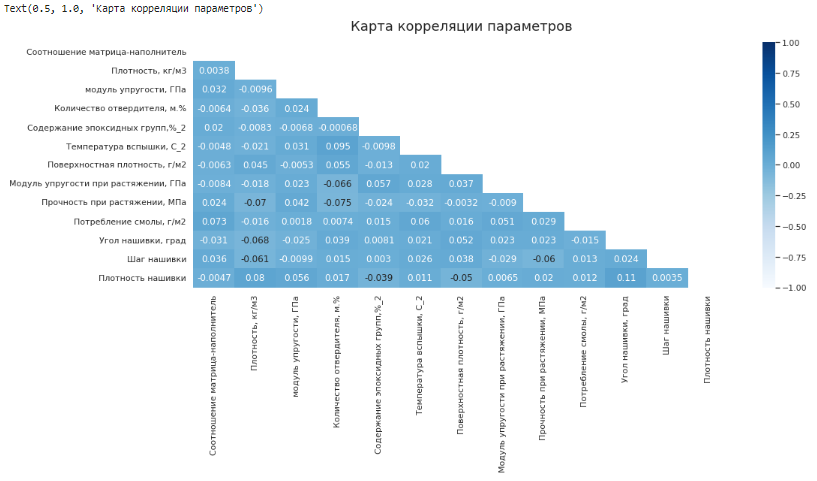 Text(0.5, 1.0, 'Карта корреляции параметров')
Карта корреляции параметров
Соотношение матрица-наполнитель
Плотность, кг/м3 0.0038
модуль упругости, ГПа 0.032 -0.0096
Количество отвердителя, м.% -0.0064 -0.036 0.024
Содержание эпоксидных групп,%_2 0.02 -0.0083 -0.0068 -0.00068
Температура вспышки, С_2 -0.0048 -0.021 0.031 0.095 -0.0098
Поверхностная плотность, г/м2 -0.0063 0.045 -0.0053 0.055 -0.013 0.02
Модуль упругости при растяжении, ГПа -0.0084 -0.018 0.023 -0.066 0.057 0.028 0.037
Прочность при растяжении, МПа 0.024 -0.07 0.042 -0.075 -0.024 -0.032 -0.0032 -0.009
Потребление смолы, г/м2 0.073 -0.016 0.0018 0.0074 0.015 0.06 0.016 0.051 0.029
Угол нашивки, град -0.031 -0.068 -0.025 0.039 0.0081 0.021 0.052 0.023 0.023 -0.015
Шаг нашивки 0.036 -0.061 -0.0099 0.015 0.003 0.026 0.038 -0.029 -0.06 0.013 0.024
Плотность нашивки -0.0047 0.08 0.056 0.017 -0.039 0.011 -0.05 0.0065 0.02 0.012 0.11 0.0035
Соотношение матрица-наполнитель
Плотность, кг/м3
модуль упругости, ГПа
Количество отвердителя, м.%
Содержание эпоксидных групп,%_2
Температура вспышки, С_2
Поверхностная плотность, г/м2
Модуль упругости при растяжении, ГПа
Прочность при растяжении, МПа
Потребление смолы, г/м2
Угол нашивки, град
Шаг нашивки
Плотность нашивки
1.00
0.75
0.50
0.25
0.00
−0.25
−0.50
−0.75
−1.00